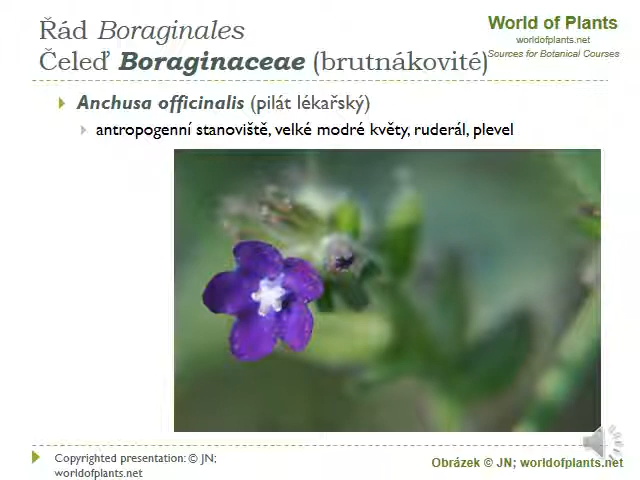 Řád Boraginales
Čeleď Boraginaceae (brutnákovité)
World of Plants
worldofplants.net
Sources for Botanical Courses
Anchusa officinalis (pilát lékařský)
antropogenní stanoviště, velké modré květy, ruderál, plevel
Copyrighted presentation: © JN;
worldofplants.net
Obrázek © JN; worldofplants.net